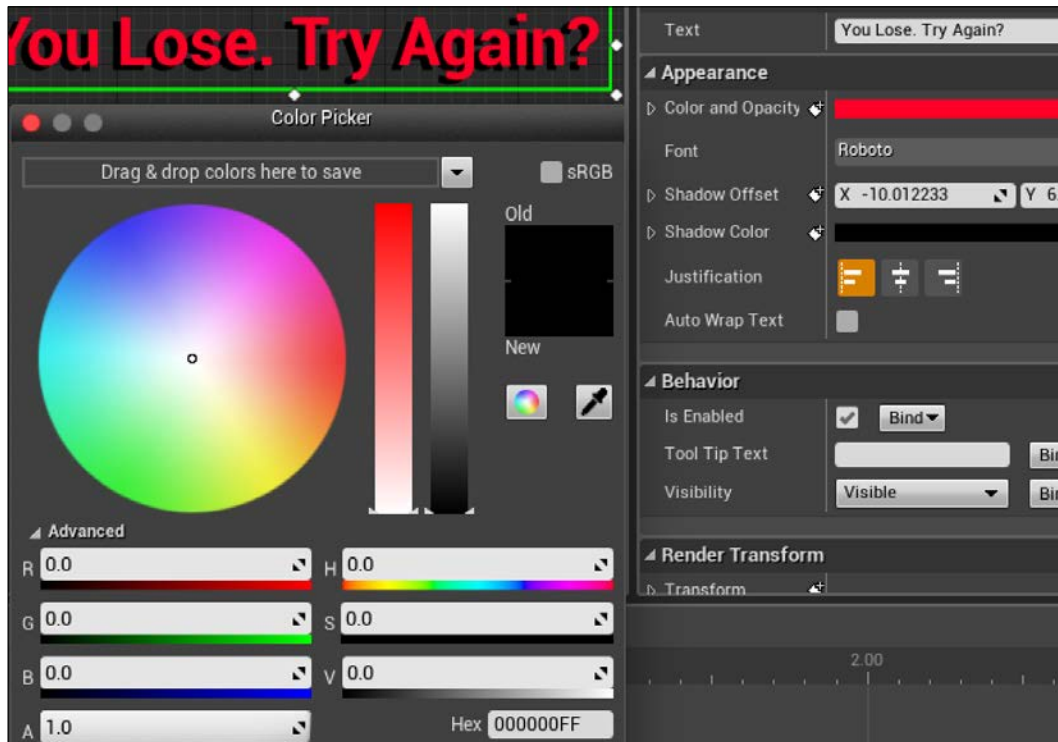 You Lose. Try Again?
Color Picker
Drag & drop colors here to save
sRGB
Old
New
Advanced
R 0.0
H 0.0
G 0.0
S 0.0
B 0.0
V 0.0
A 1.0
Hex 000000FF
Text You Lose. Try Again?
Appearance
Color and Opacity
Font Roboto
Shadow Offset X -10.012233 Y 6.
Shadow Color
Justification
Auto Wrap Text
Behavior
Is Enabled Bind
Tool Tip Text Bin
Visibility Visible Bin
Render Transform
Transform
2.00